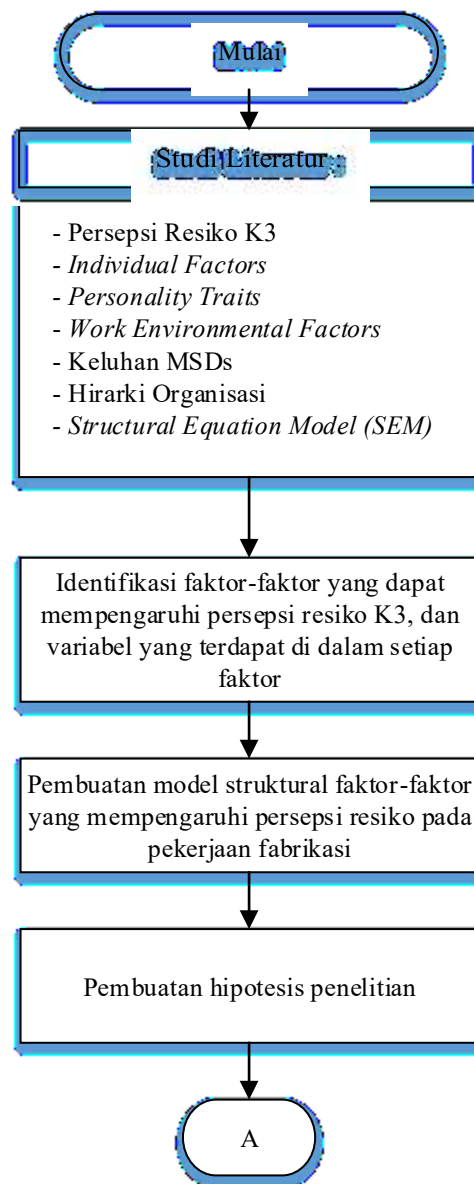 Mulai
Studi Literatur :
- Persepsi Resiko K3
- Individual Factors
- Personality Traits
- Work Environmental Factors
- Keluhan MSDs
- Hirarki Organisasi
- Structural Equation Model (SEM)
Identifikasi faktor-faktor yang dapat
mempengaruhi persepsi resiko K3, dan
variabel yang terdapat di dalam setiap
faktor
Pembuatan model struktural faktor-faktor
yang mempengaruhi persepsi resiko pada
pekerjaan fabrikasi
Pembuatan hipotesis penelitian
A